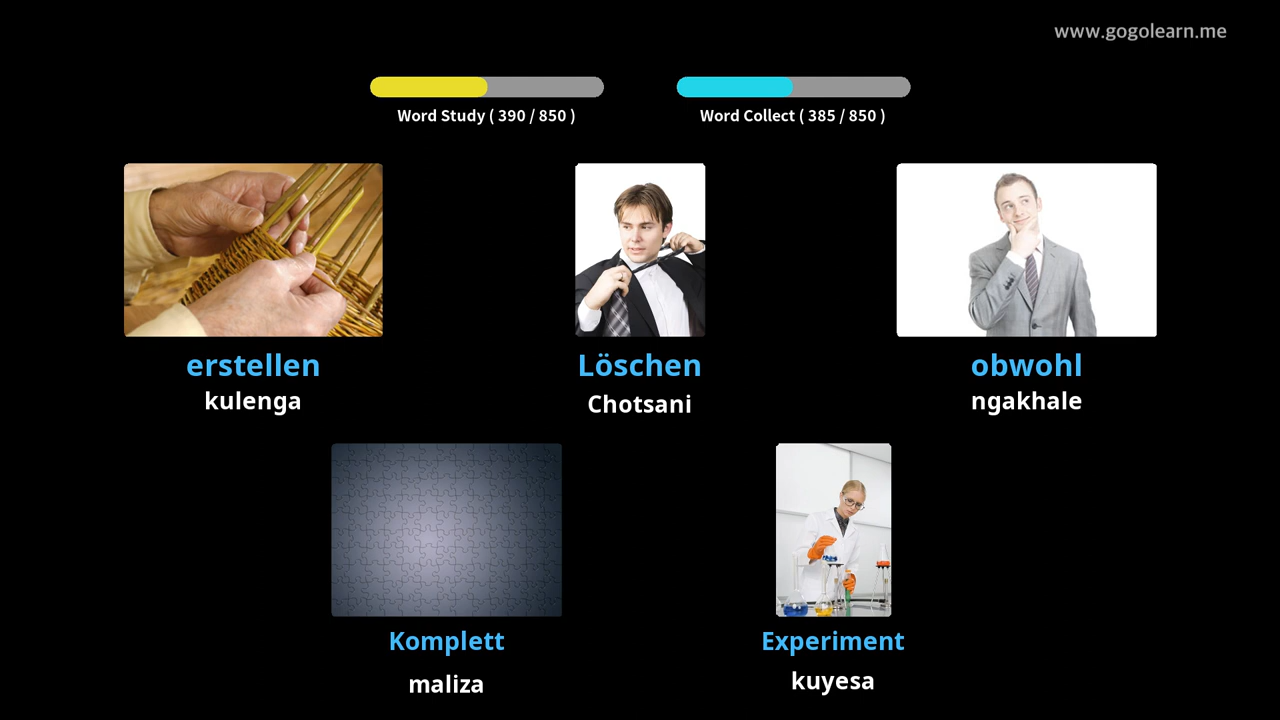 www.gogolearn.me
Word Study ( 390 / 850 )
Word Collect ( 385 / 850 )
erstellen
kulenga
Löschen
Chotsani
obwohl
ngakhale
Komplett
maliza
Experiment
kuyesa